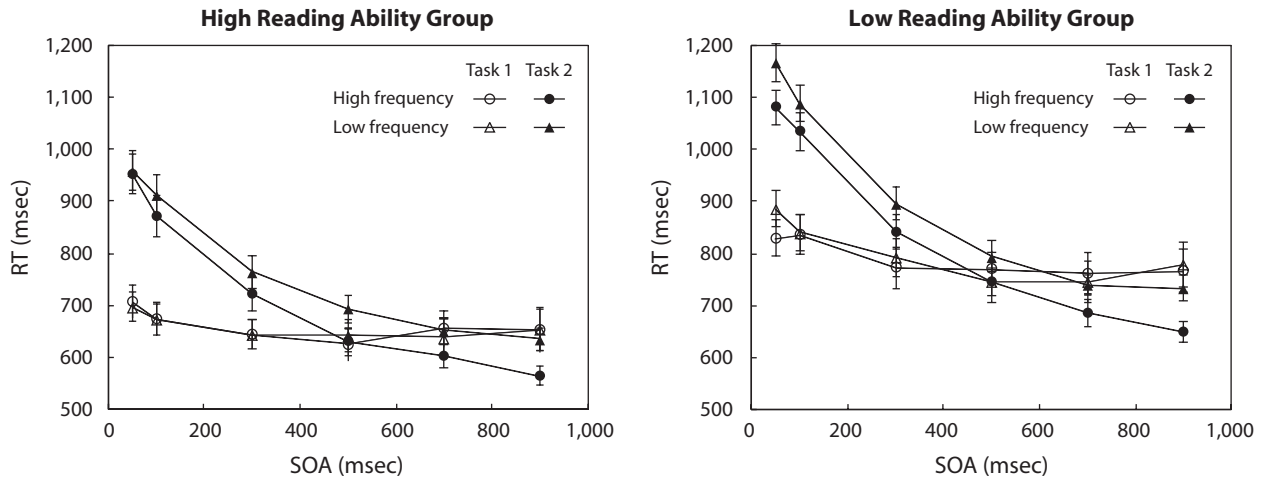 High Reading Ability Group
1,200
1,100
1,000
900
800
700
600
500
RT (msec)
Task 1 Task 2
High frequency
Low frequency
0 200 400 600 800 1,000
SOA (msec)
Low Reading Ability Group
1,200
1,100
1,000
900
800
700
600
500
RT (msec)
Task 1 Task 2
High frequency
Low frequency
0 200 400 600 800 1,000
SOA (msec)